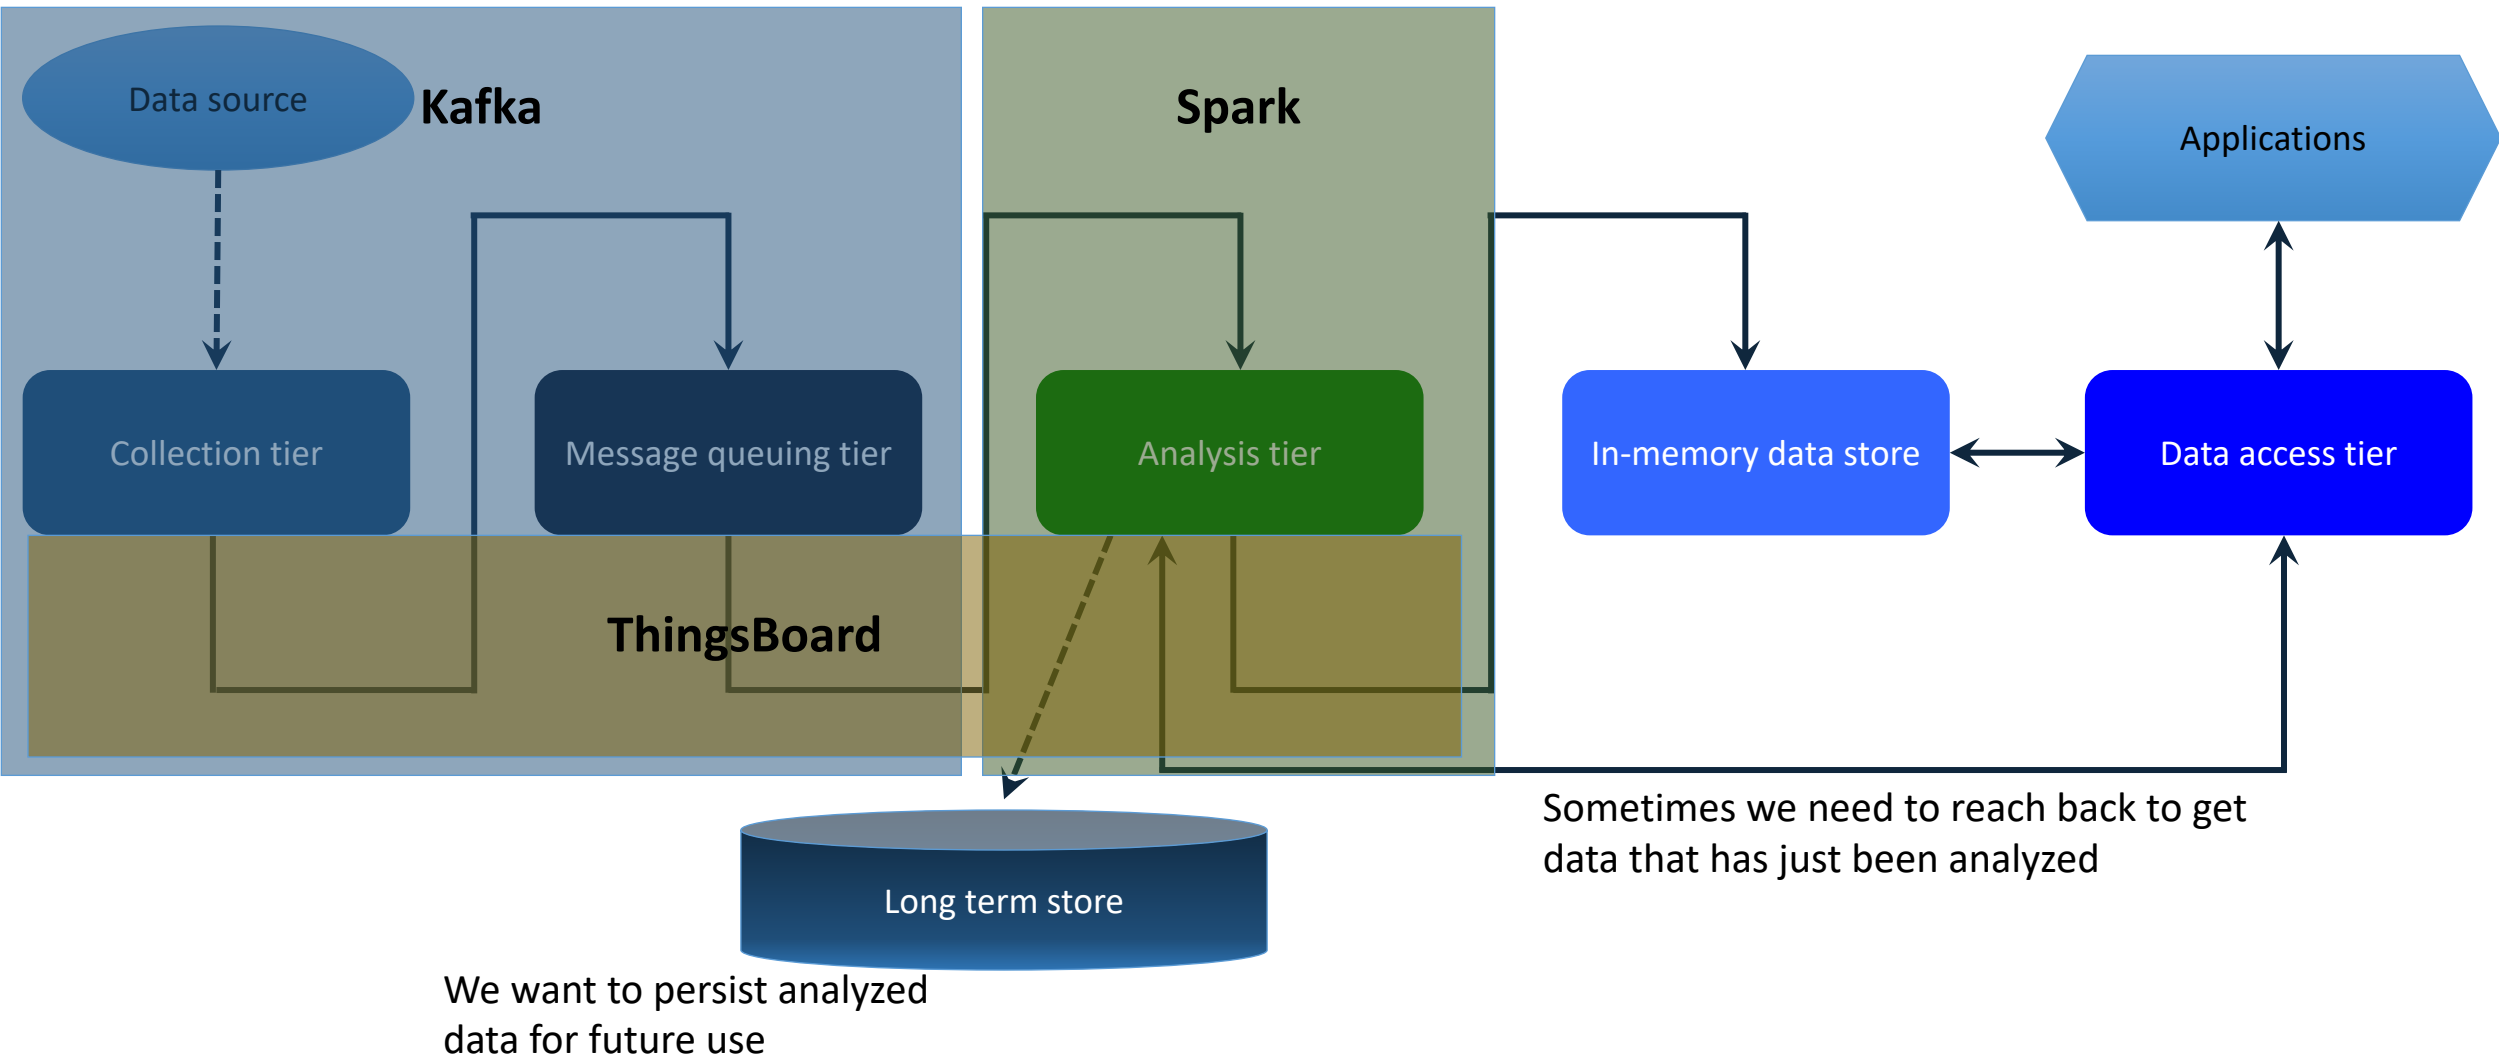 Data source
Kafka
Spark
Applications
Collection tier
Message queuing tier
Analysis tier
In-memory data store
Data access tier
ThingsBoard
Sometimes we need to reach back to get
data that has just been analyzed
Long term store
We want to persist analyzed
data for future use